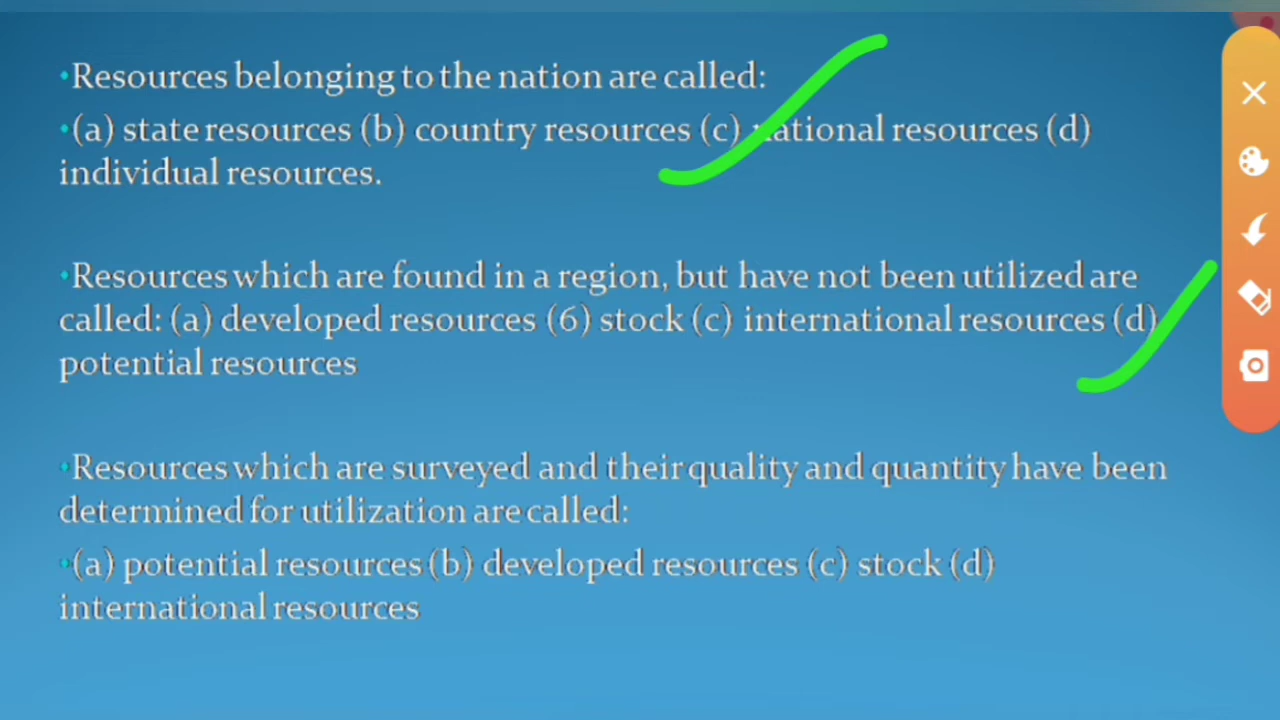 •Resources belonging to the nation are called:
•(a) state resources (b) country resources (c) national resources (d)
individual resources.
•Resources which are found in a region, but have not been utilized are
called: (a) developed resources (6) stock (c) international resources (d)
potential resources
•Resources which are surveyed and their quality and quantity have been
determined for utilization are called:
•(a) potential resources (b) developed resources (c) stock (d)
international resources